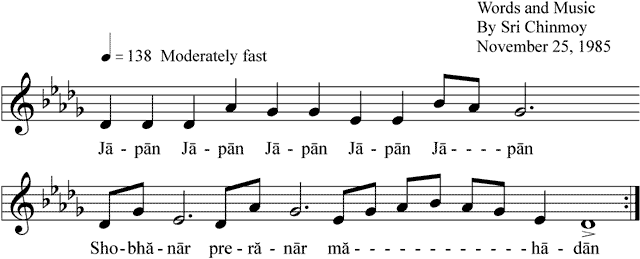 Words and Music
By Sri Chinmoy
November 25, 1985
♩ = 138 Moderately fast
Jā - pān Jā - pān Jā - pān Jā - pān Jā - - - - pān
Sho - bhā - nār pre - rā - nār mā - - - - - - - - - - - - - hā - dān